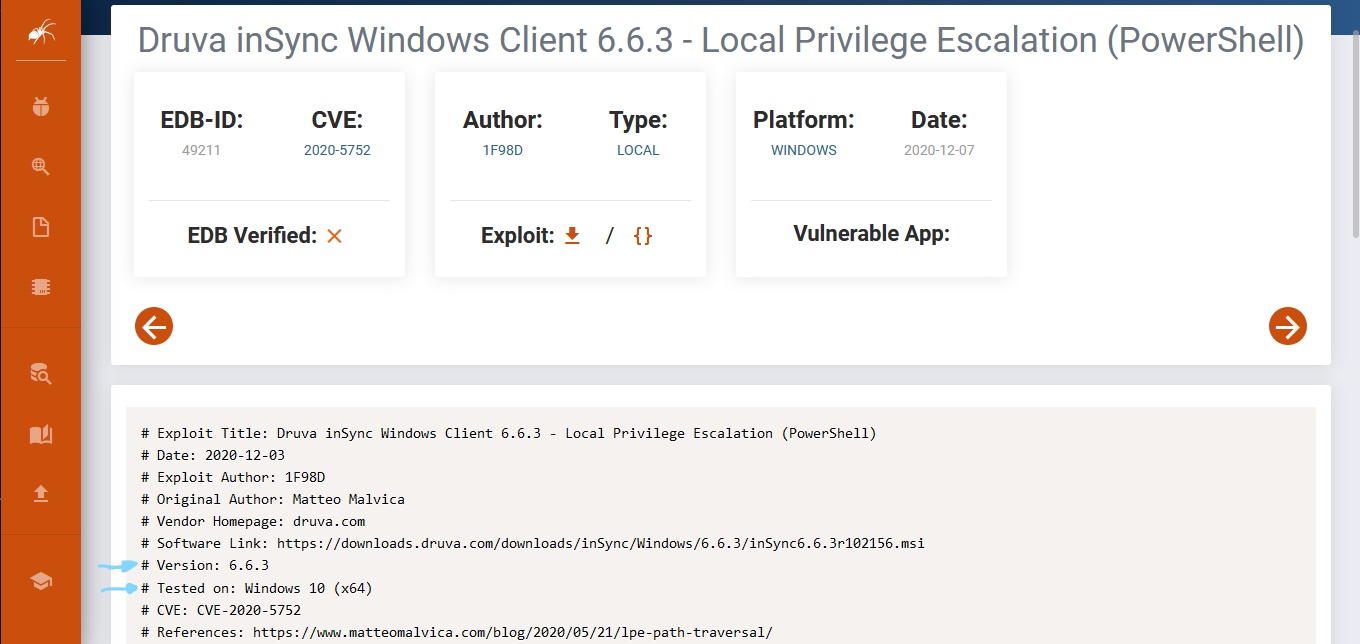 Druva inSync Windows Client 6.6.3 - Local Privilege Escalation (PowerShell)
EDB-ID:
49211
CVE:
2020-5752
EDB Verified:
Author:
1F98D
Type:
LOCAL
Exploit: / {}
Platform:
WINDOWS
Date:
2020-12-07
Vulnerable App:
# Exploit Title: Druva inSync Windows Client 6.6.3 - Local Privilege Escalation (PowerShell)
# Date: 2020-12-03
# Exploit Author: 1F98D
# Original Author: Matteo Malvica
# Vendor Homepage: druva.com
# Software Link: https://downloads.druva.com/downloads/inSync/Windows/6.6.3/inSync6.6.3r102156.msi
# Version: 6.6.3
# Tested on: Windows 10 (x64)
# CVE: CVE-2020-5752
# References: https://www.matteomalvica.com/blog/2020/05/21/lpe-path-traversal/